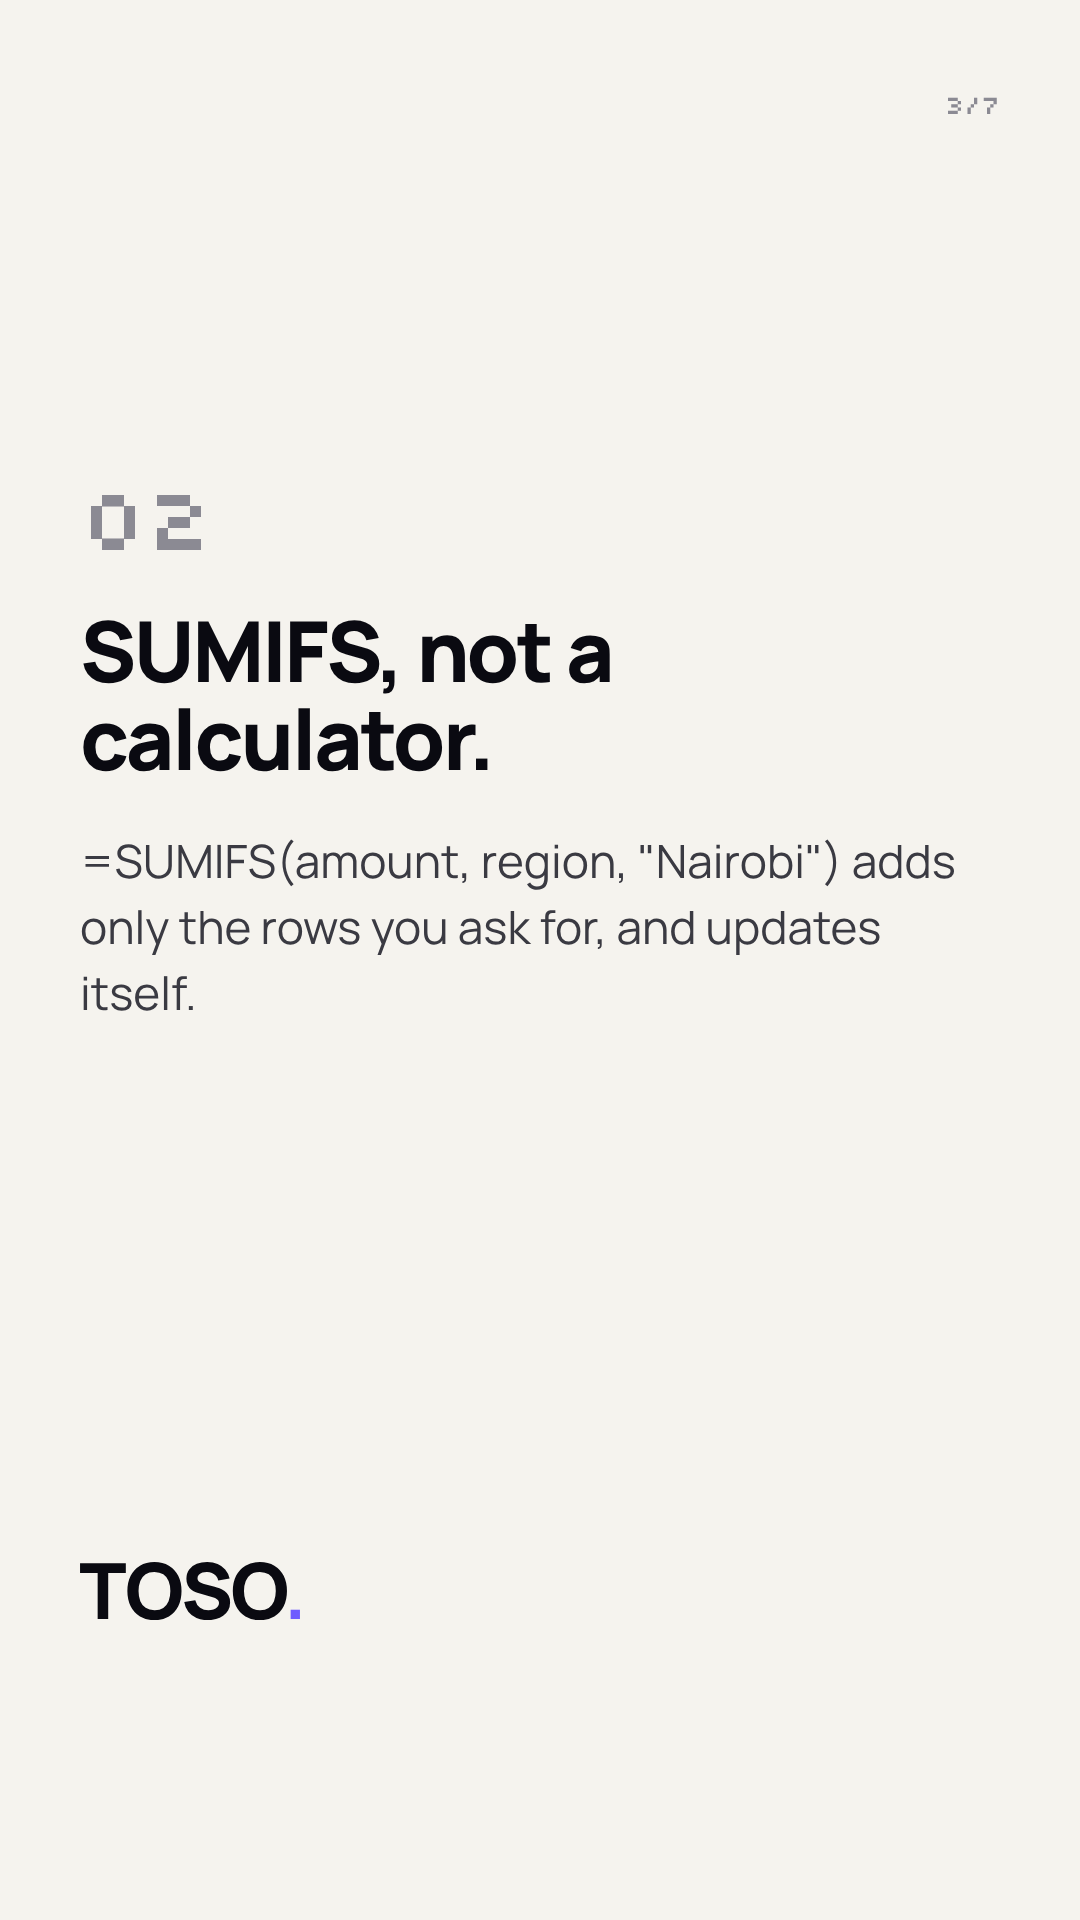 3/7
02
SUMIFS, not a
calculator.
=SUMIFS(amount, region, "Nairobi") adds
only the rows you ask for, and updates
itself.
TOSO.